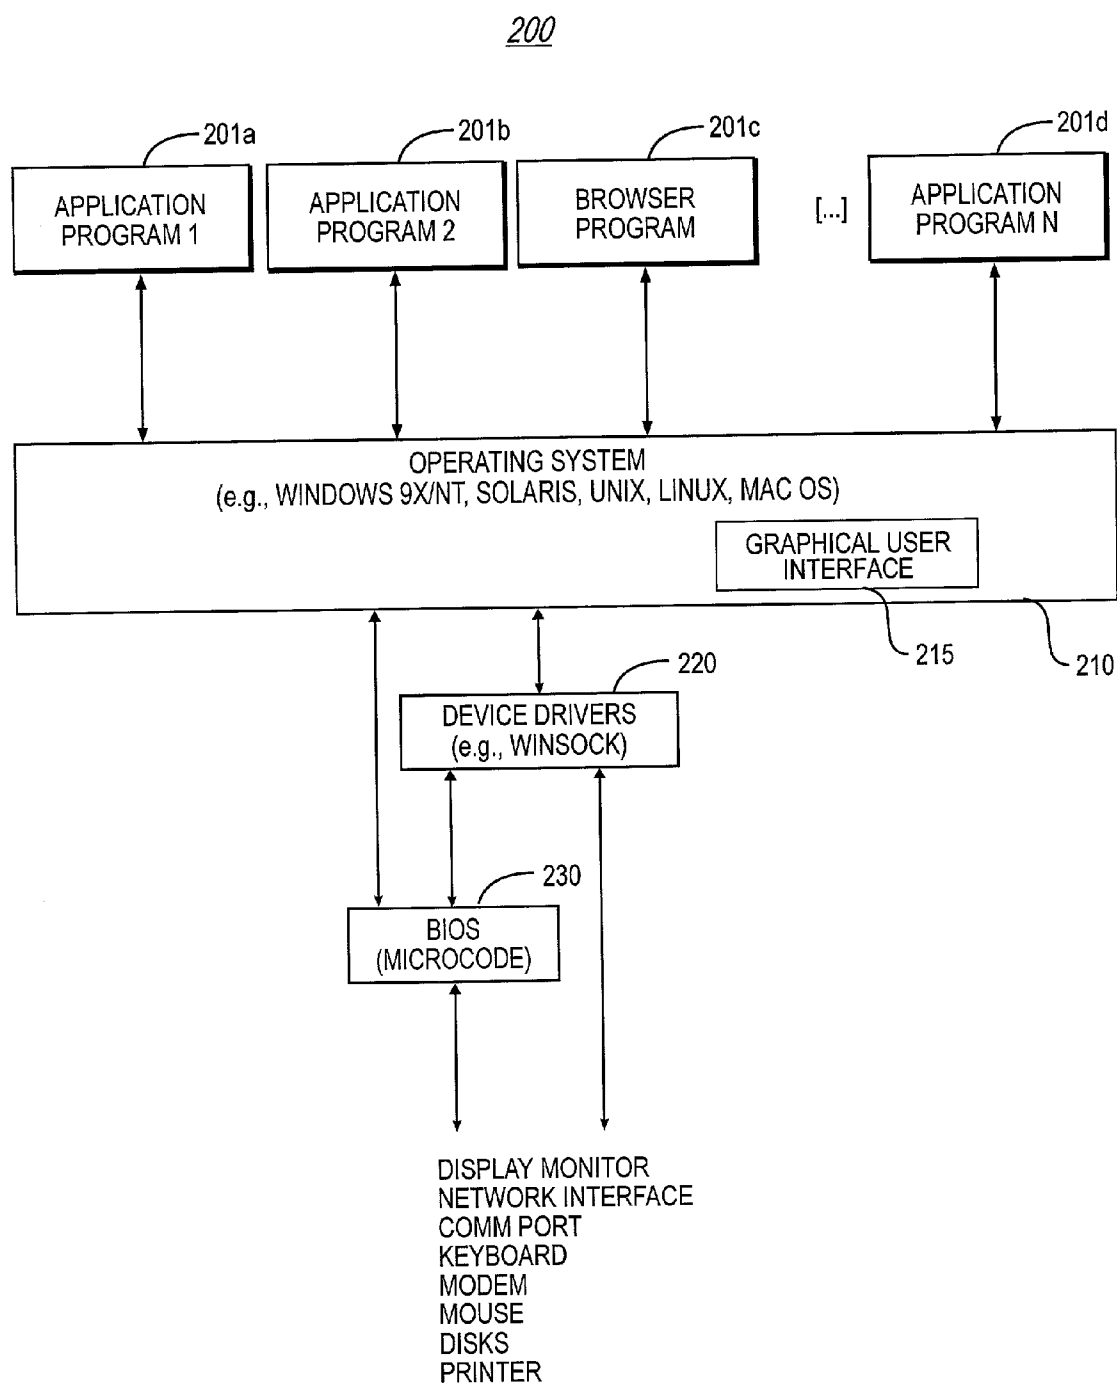 200
201a
201b
201c
201d
APPLICATION
PROGRAM 1
APPLICATION
PROGRAM 2
BROWSER
PROGRAM
[...]
APPLICATION
PROGRAM N
OPERATING SYSTEM
(e.g., WINDOWS 9X/NT, SOLARIS, UNIX, LINUX, MAC OS)
GRAPHICAL USER
INTERFACE
215
210
220
DEVICE DRIVERS
(e.g., WINSOCK)
230
BIOS
(MICROCODE)
DISPLAY MONITOR
NETWORK INTERFACE
COMM PORT
KEYBOARD
MODEM
MOUSE
DISKS
PRINTER